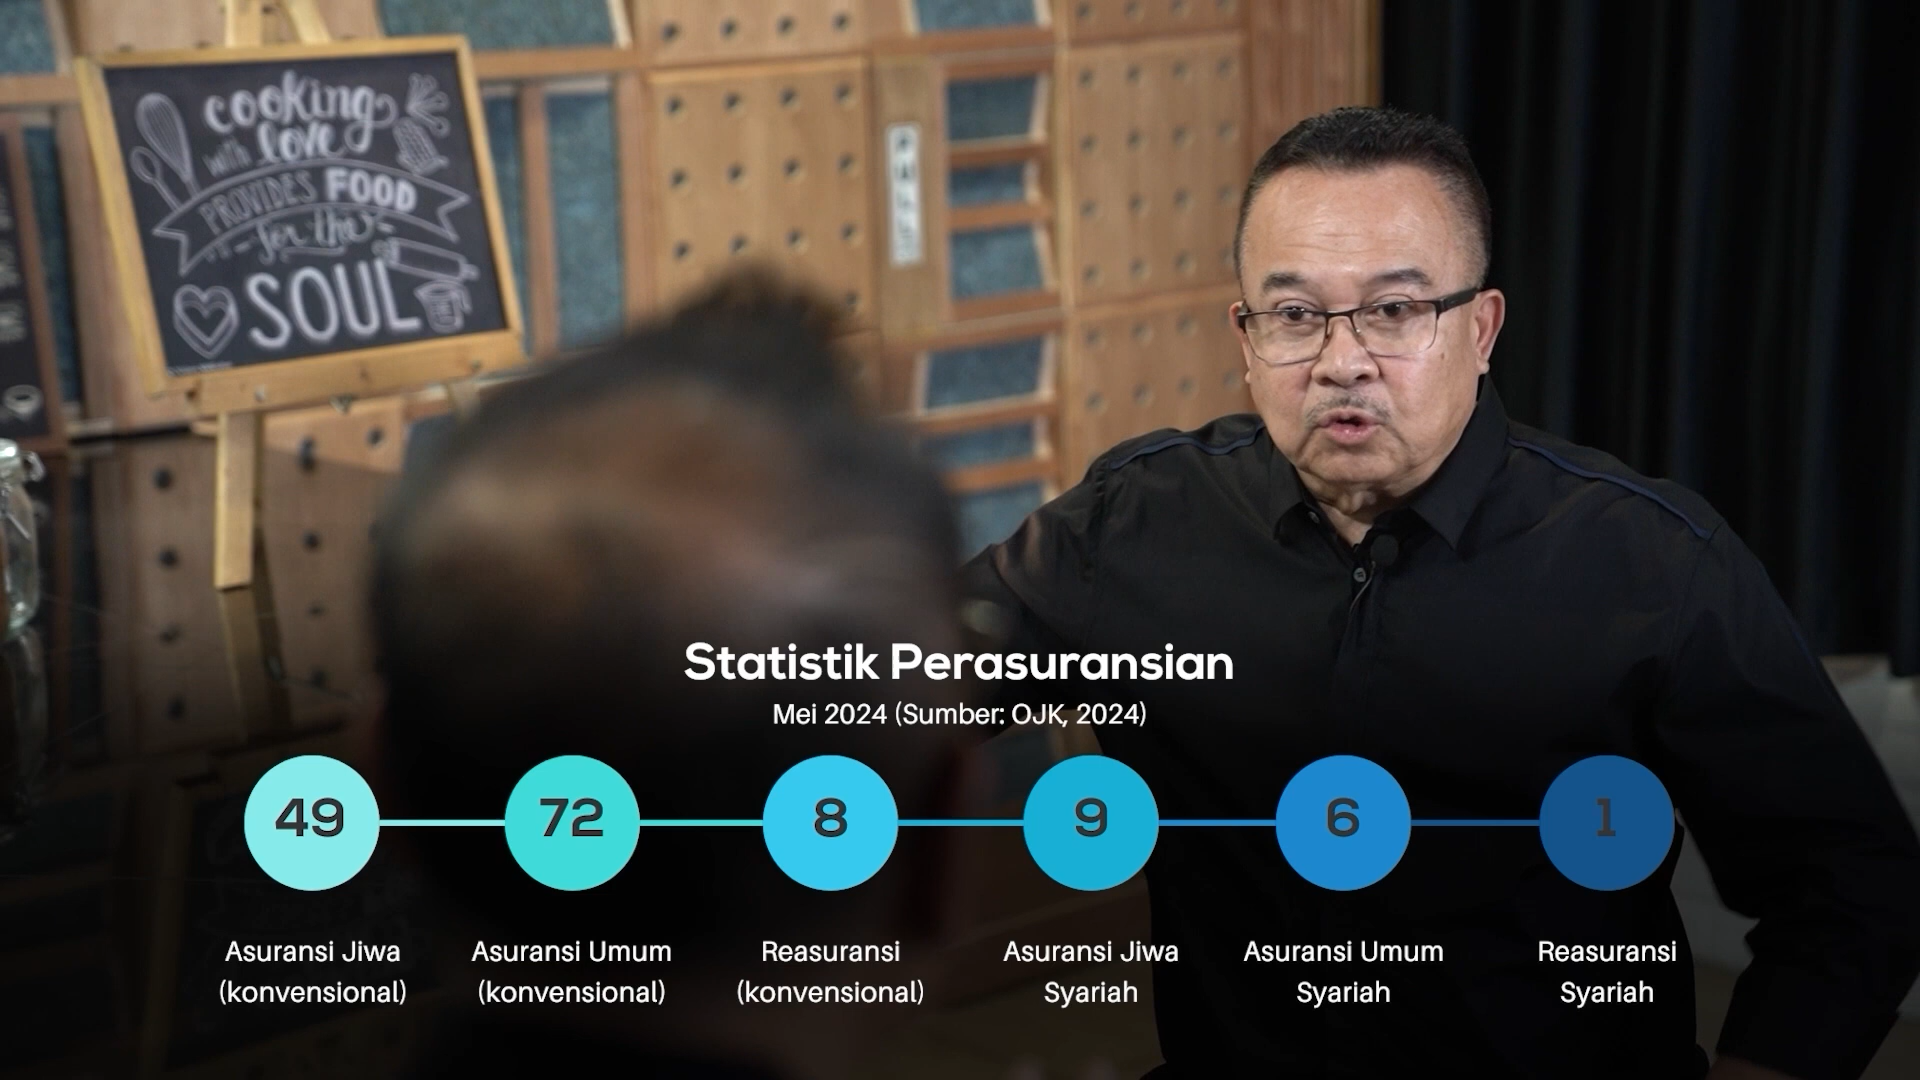 cooking
with love
PROVIDES FOOD
for the
SOUL
Statistik Perasuransian
Mei 2024 (Sumber: OJK, 2024)
49
72
8
9
6
1
Asuransi Jiwa
(konvensional)
Asuransi Umum
(konvensional)
Reasuransi
(konvensional)
Asuransi Jiwa
Syariah
Asuransi Umum
Syariah
Reasuransi
Syariah